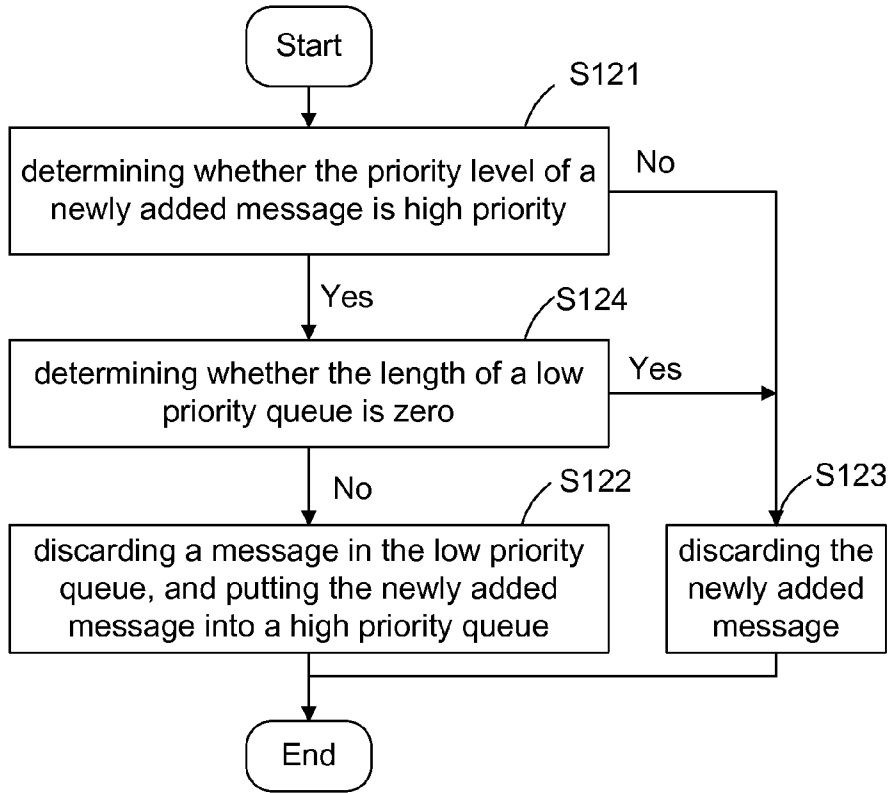 Start
S121
determining whether the priority level of a
newly added message is high priority
No
Yes
S124
determining whether the length of a low
priority queue is zero
Yes
No
S122
S123
discarding a message in the low priority
queue, and putting the newly added
message into a high priority queue
discarding the
newly added
message
End